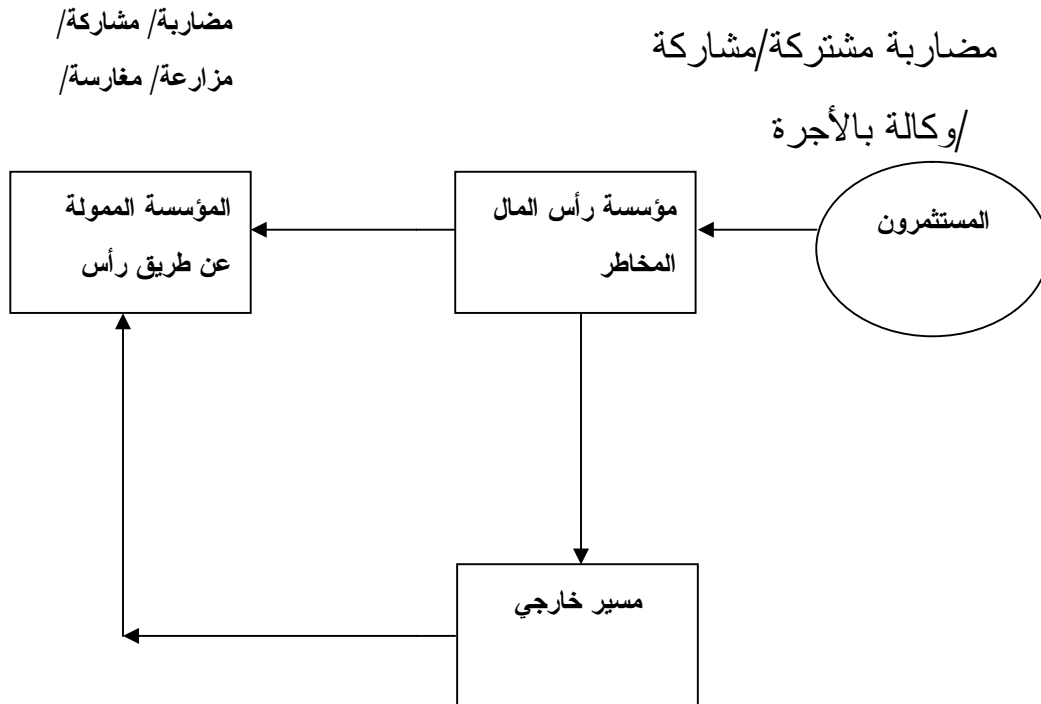 مضاربة مشتركة/مشاركة
/وكالة بالأجرة
مضاربة/ مشاركة/
مزارعة/ مغارسة/
المستثمرون
مؤسسة رأس المال
المخاطر
المؤسسة الممولة
عن طريق رأس
مسير خارجي